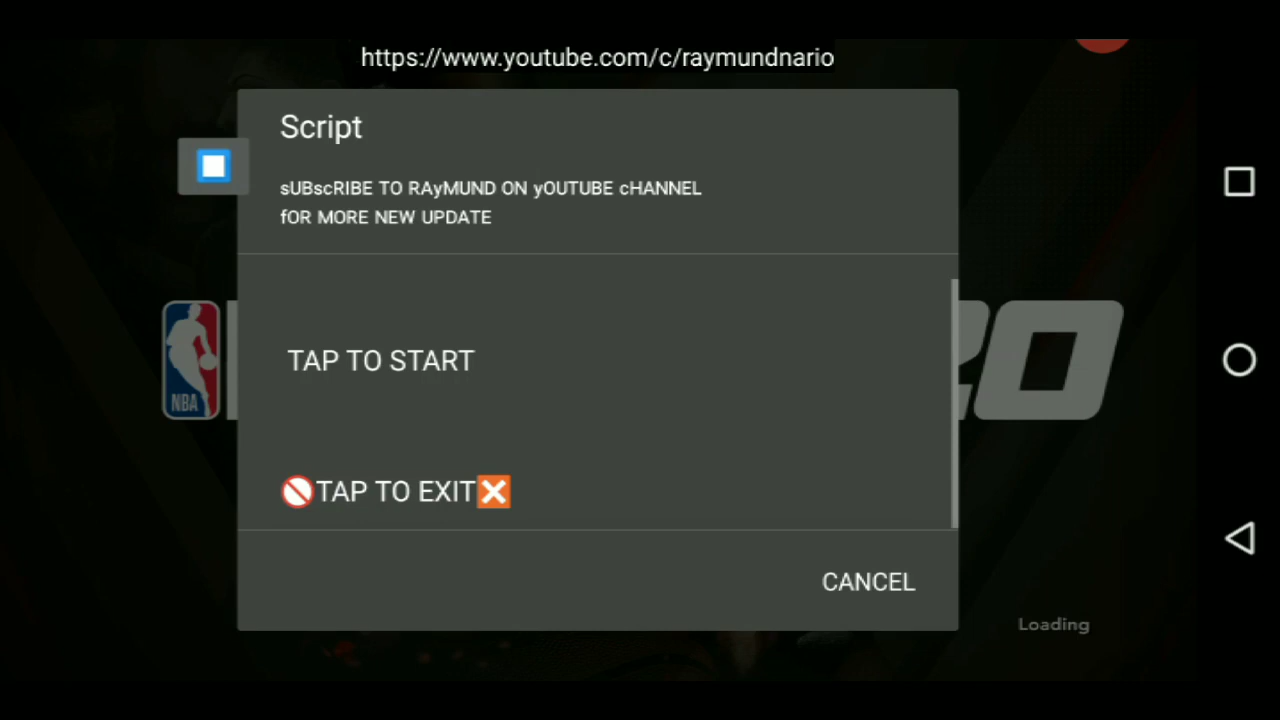 https://www.youtube.com/c/raymundnario
Script
sUBscRIBE TO RAyMUND ON yOUTUBE cHANNEL
fOR MORE NEW UPDATE
NBA
20
TAP TO START
TAP TO EXIT
CANCEL
Loading